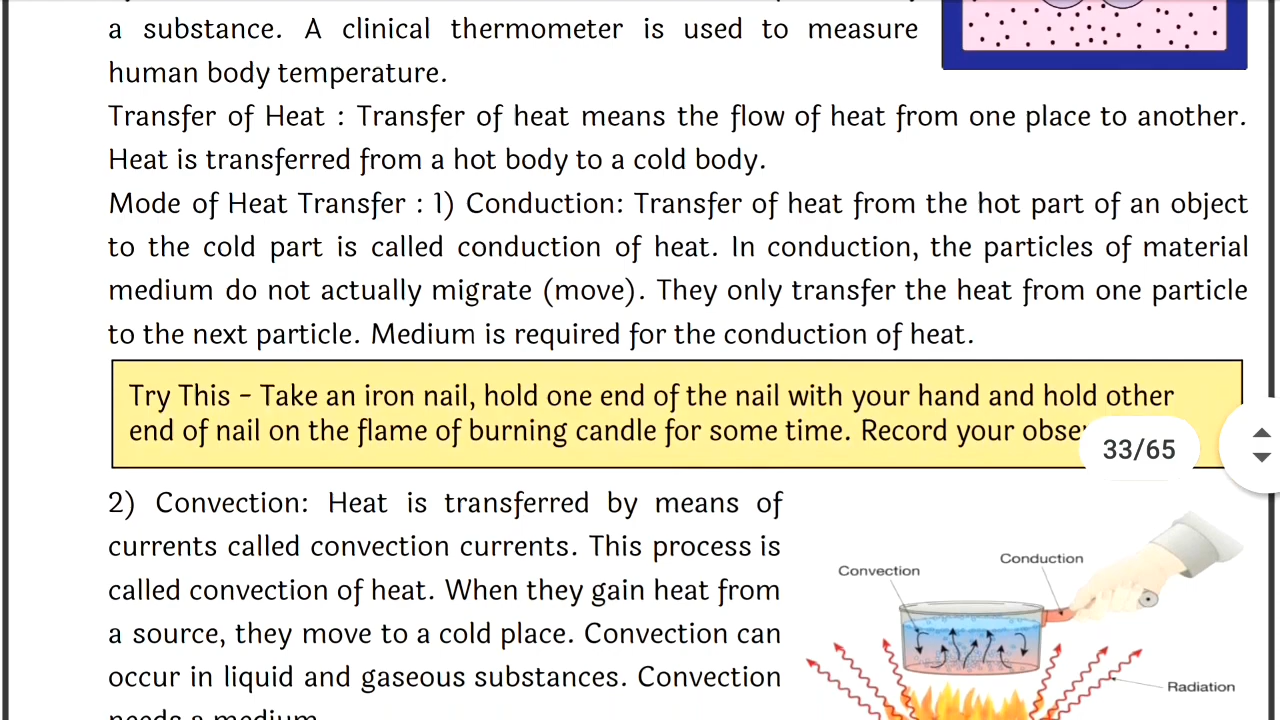 a substance. A clinical thermometer is used to measure
human body temperature.
Transfer of Heat : Transfer of heat means the flow of heat from one place to another.
Heat is transferred from a hot body to a cold body.
Mode of Heat Transfer : 1) Conduction: Transfer of heat from the hot part of an object
to the cold part is called conduction of heat. In conduction, the particles of material
medium do not actually migrate (move). They only transfer the heat from one particle
to the next particle. Medium is required for the conduction of heat.
Try This - Take an iron nail, hold one end of the nail with your hand and hold other
end of nail on the flame of burning candle for some time. Record your
33/65
2) Convection: Heat is transferred by means of
currents called convection currents. This process is
called convection of heat. When they gain heat from
a source, they move to a cold place. Convection can
occur in liquid and gaseous substances. Convection
needs a medium.
Convection
Conduction
Radiation